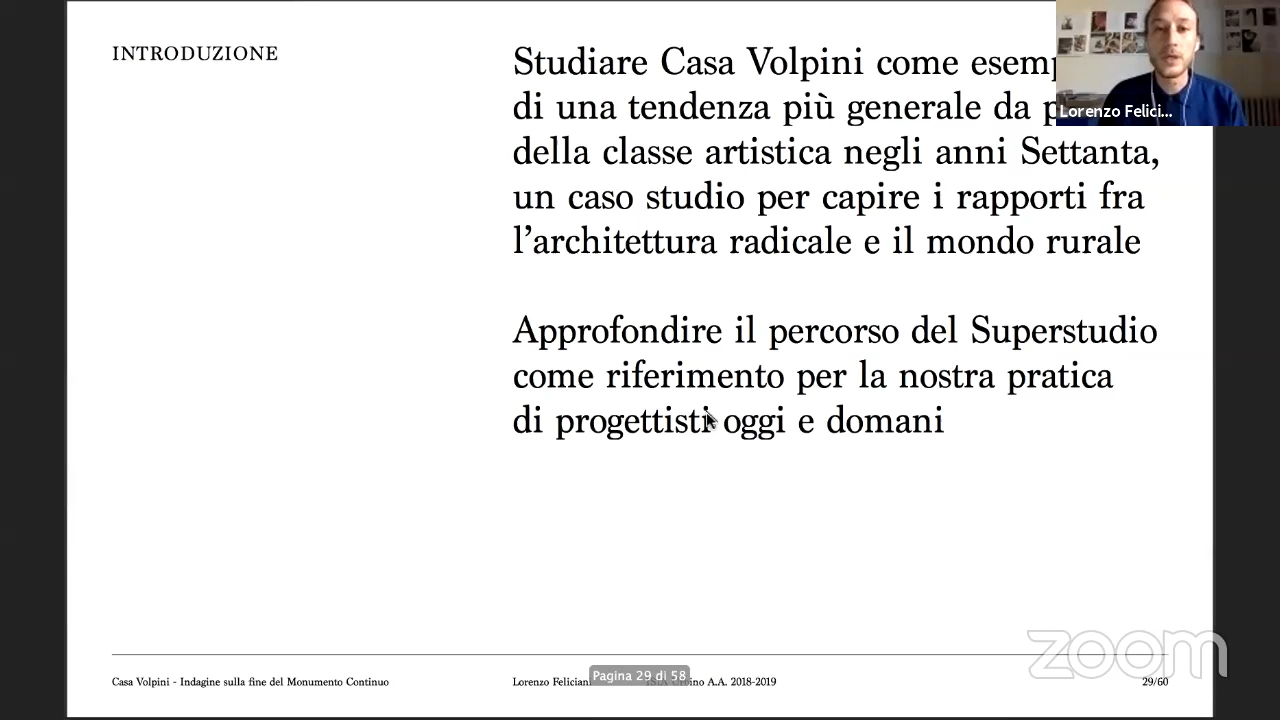 INTRODUZIONE
Studiare Casa Volpini come
di una tendenza più generale da
della classe artistica negli anni Settanta,
un caso studio per capire i rapporti fra
l’architettura radicale e il mondo rurale
Approfondire il percorso del Superstudio
come riferimento per la nostra pratica
di progettisti oggi e domani
Lorenzo Felici...
zoom
Casa Volpini - Indagine sulla fine del Monumento Continuo
Lorenzo Feliciani
Pagina 29 di 58
A.A. 2018-2019
29/60